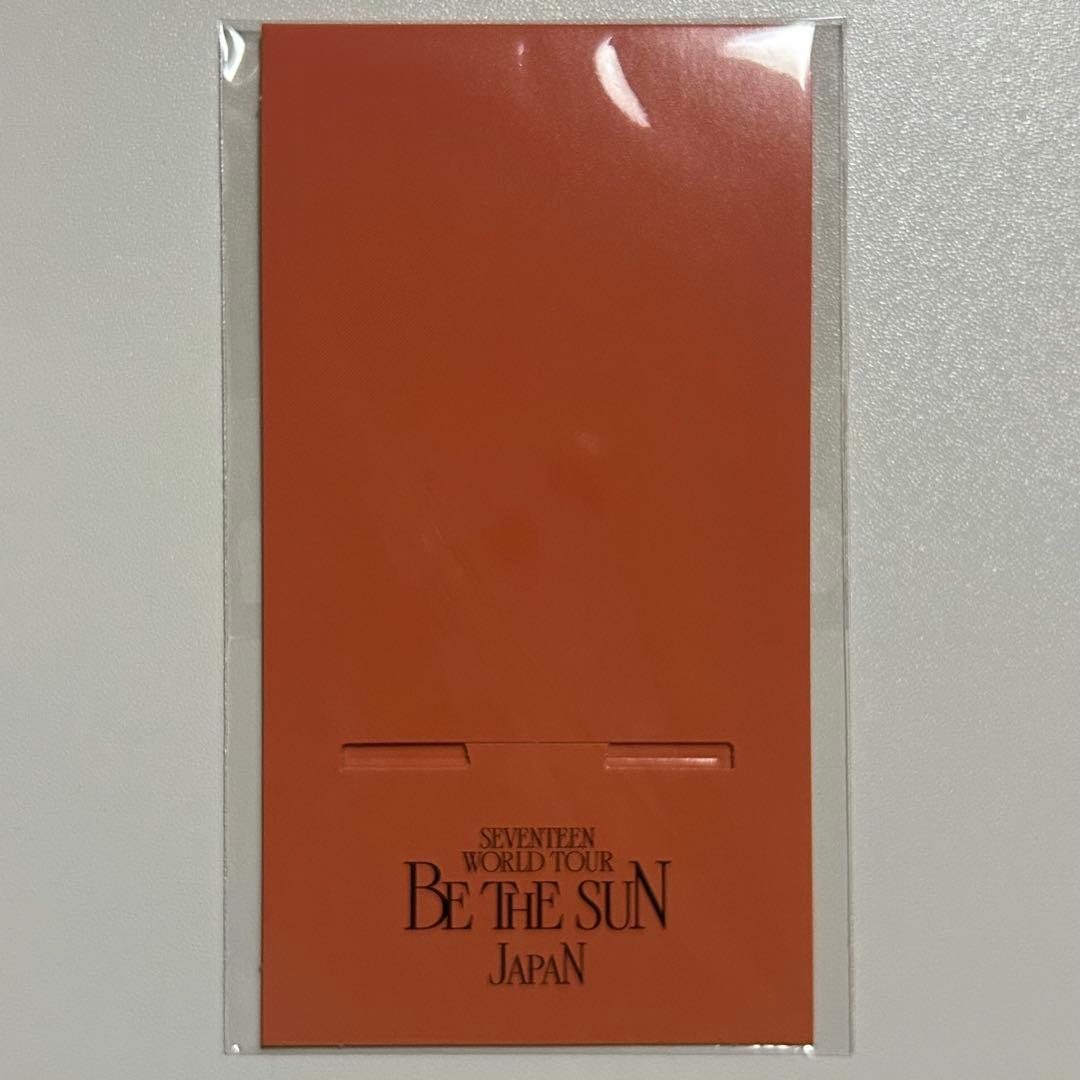 SEVENTEEN
WORLD TOUR
BE THE SUN
JAPAN